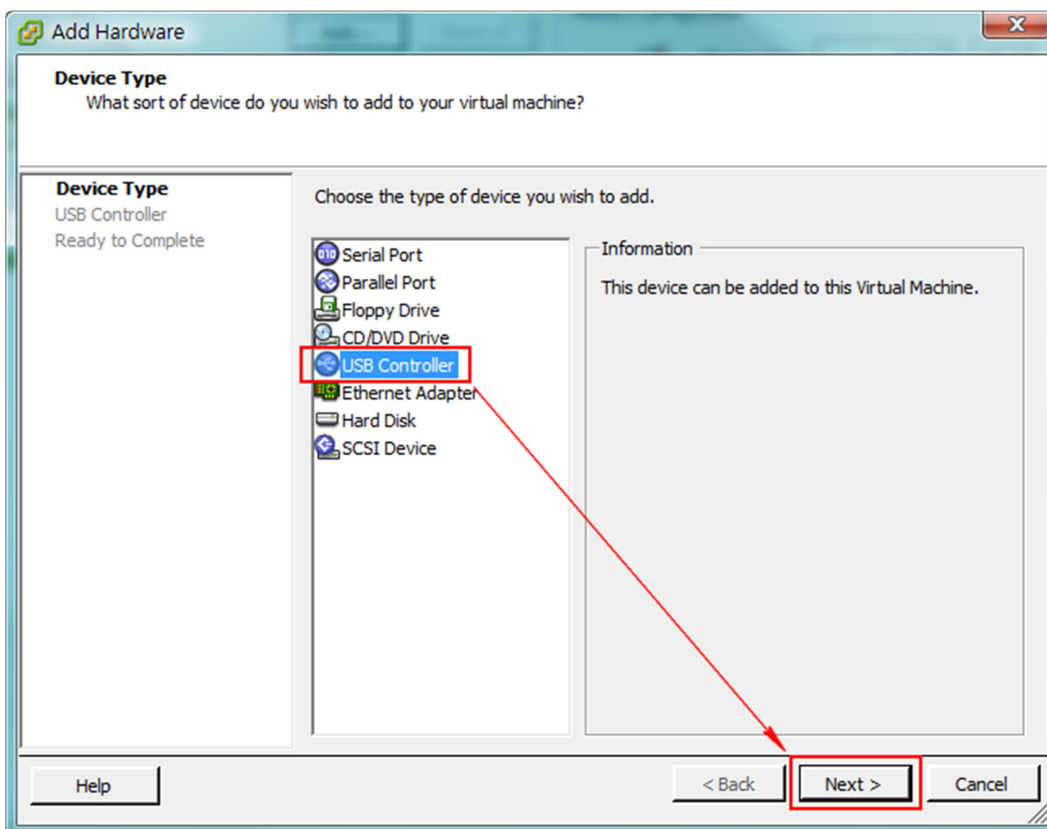 Add Hardware
Device Type
What sort of device do you wish to add to your virtual machine?
Device Type
USB Controller
Ready to Complete
Choose the type of device you wish to add.
Serial Port
Parallel Port
Floppy Drive
CD/DVD Drive
USB Controller
Ethernet Adapter
Hard Disk
SCSI Device
Information
This device can be added to this Virtual Machine.
Help
< Back
Next >
Cancel